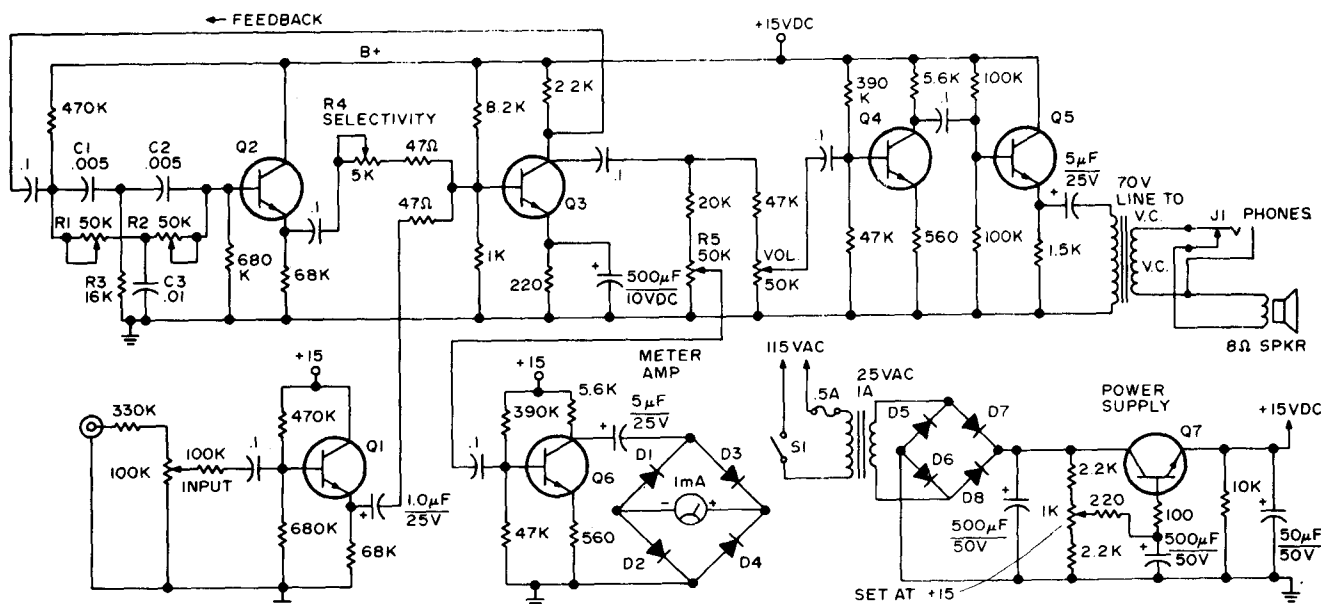 ← FEEDBACK
B+
+15VDC
470K
C1
.005
C2
.005
.1
R1
50K
R2
50K
R3
16K
C3
.01
Q2
680
K
68K
.1
R4
SELECTIVITY
5K
47Ω
47Ω
8.2K
1K
2.2K
Q3
220
+
500µF
10VDC
.1
20K
R5
50K
47K
VOL.
50K
.1
390
K
47K
Q4
5.6K
560
.1
100K
100K
Q5
1.5K
5µF
25V
+
70V
LINE TO
V.C.
V.C.
J1
PHONES
8Ω SPKR
330K
100K
100K
INPUT
.1
+15
470K
680K
Q1
68K
+
1.0µF
25V
METER
AMP
.1
+15
390K
47K
5.6K
Q6
560
5µF
25V
+
D1
D3
1mA
- +
D2
D4
115VAC
.5A
S1
25VAC
1A
D5
D7
D6
D8
+
500µF
50V
2.2K
1K
2.2K
220
SET AT +15
POWER
SUPPLY
Q7
100
+
500µF
50V
10K
+
50µF
50V
+15VDC